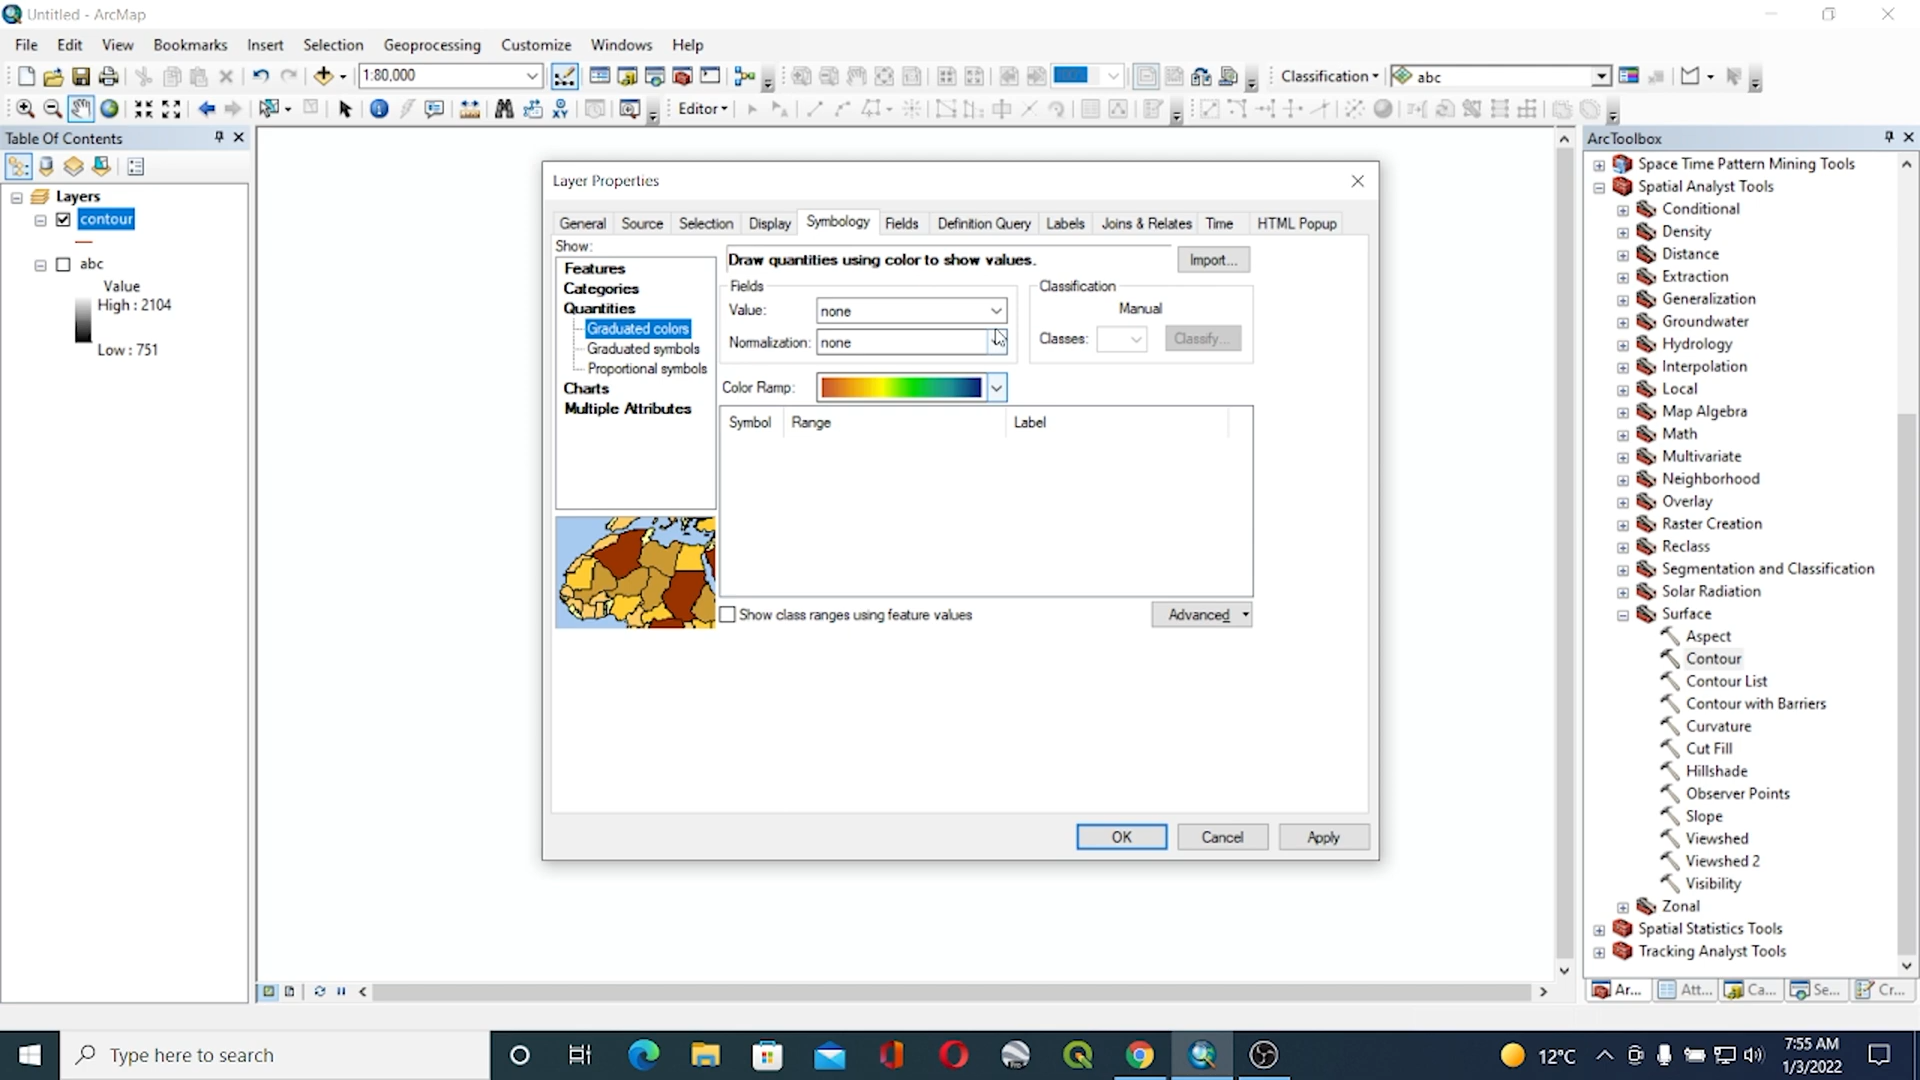 Untitled - ArcMap
File Edit View Bookmarks Insert Selection Geoprocessing Customize Windows Help
1:80,000 Classification abc
Editor
Table Of Contents
Layers
contour
abc
Value
High : 2104
Low : 751
Layer Properties
General Source Selection Display Symbology Fields Definition Query Labels Joins & Relates Time HTML Popup
Show:
Features
Categories
Quantities
Graduated colors
Graduated symbols
Proportional symbols
Charts
Multiple Attributes
Draw quantities using color to show values.
Import...
Fields
Value: none
Normalization: none
Classification
Manual
Classes: Classify...
Color Ramp:
Symbol Range Label
Show class ranges using feature values
Advanced
OK Cancel Apply
ArcToolbox
Space Time Pattern Mining Tools
Spatial Analyst Tools
Conditional
Density
Distance
Extraction
Generalization
Groundwater
Hydrology
Interpolation
Local
Map Algebra
Math
Multivariate
Neighborhood
Overlay
Raster Creation
Reclass
Segmentation and Classification
Solar Radiation
Surface
Aspect
Contour
Contour List
Contour with Barriers
Curvature
Cut Fill
Hillshade
Observer Points
Slope
Viewshed
Viewshed 2
Visibility
Zonal
Spatial Statistics Tools
Tracking Analyst Tools
Ar... Att... Ca... Se... Cr...
Type here to search
12°C
7:55 AM
1/3/2022